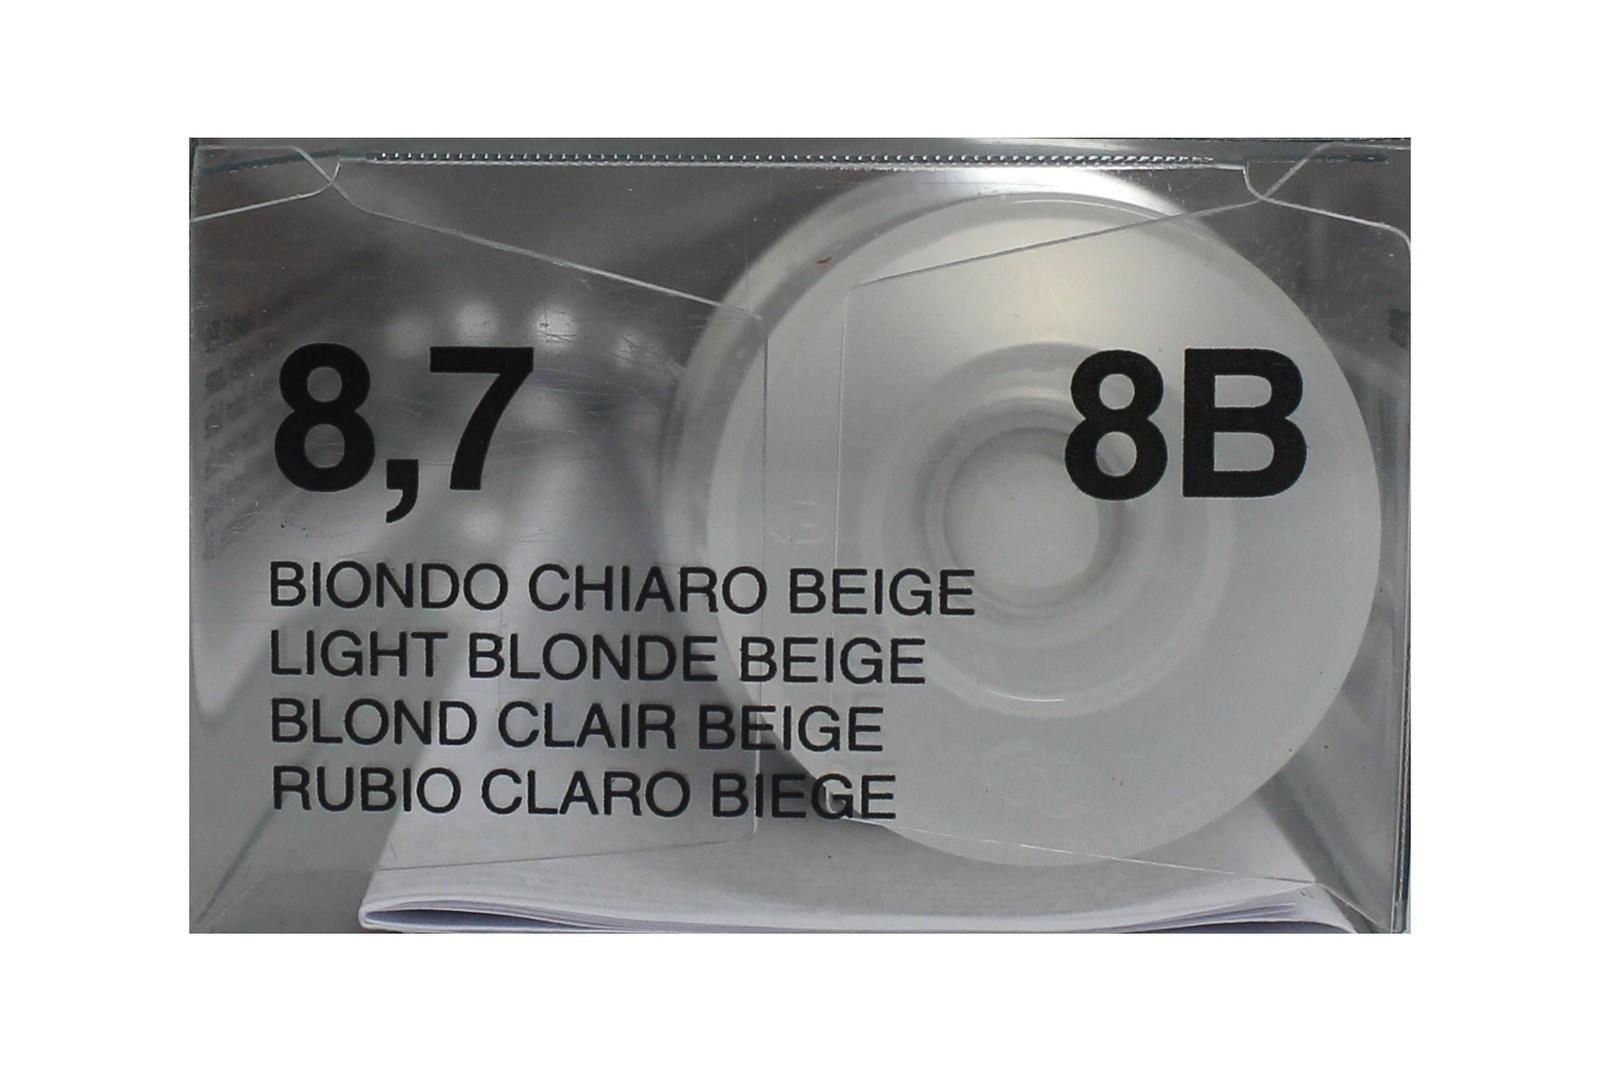 8,7 8B
BIONDO CHIARO BEIGE
LIGHT BLONDE BEIGE
BLOND CLAIR BEIGE
RUBIO CLARO BIEGE